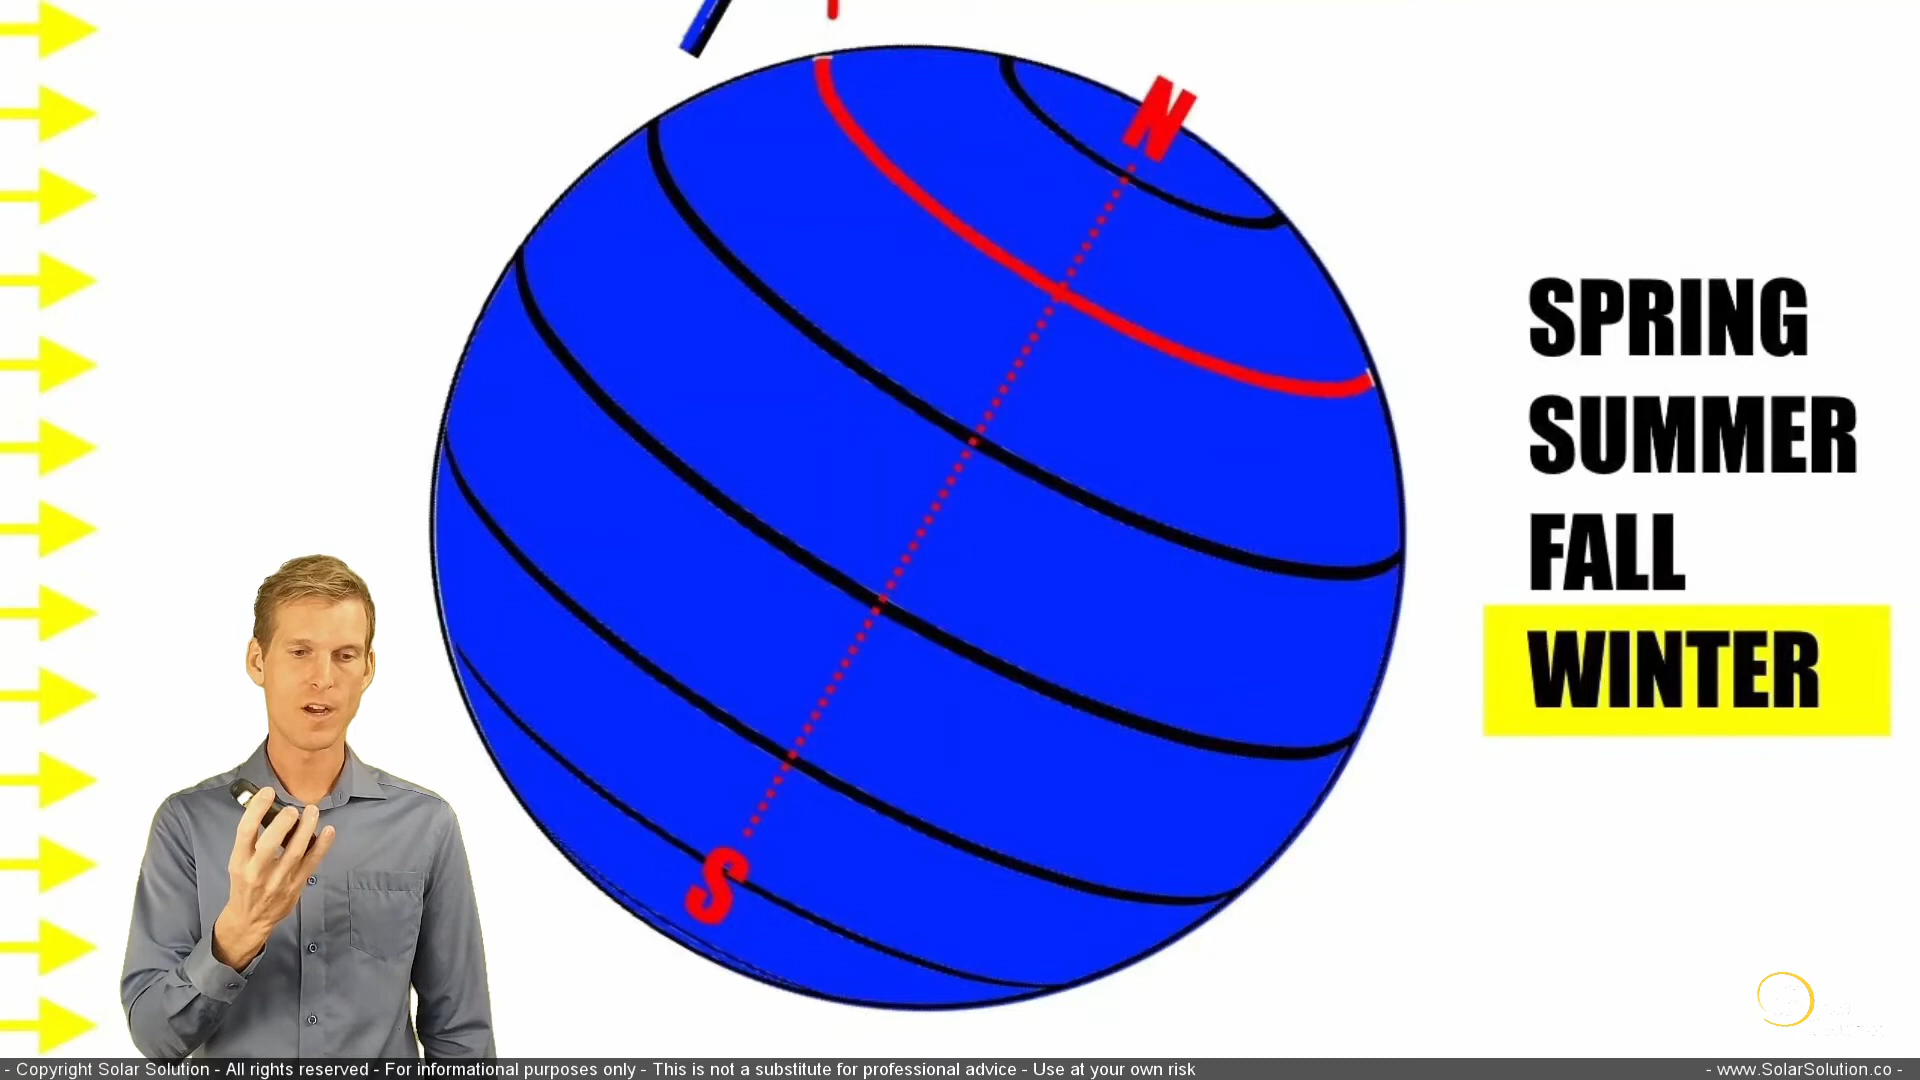 N
SPRING
SUMMER
FALL
WINTER
S
- Copyright Solar Solution - All rights reserved - For informational purposes only - This is not a substitute for professional advice - Use at your own risk - www.SolarSolution.co -